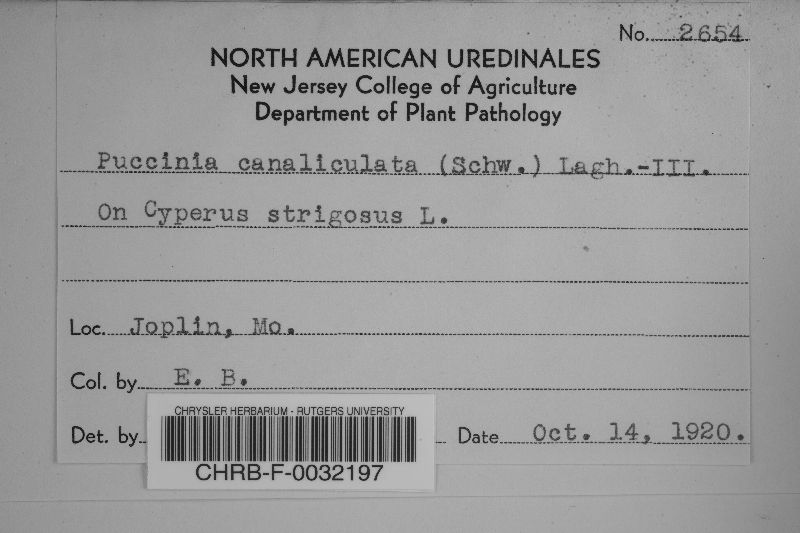 No. 2654
NORTH AMERICAN UREDINALES
New Jersey College of Agriculture
Department of Plant Pathology
Puccinia canaliculata (Schw.) Lagh.-III.
On Cyperus strigosus L.
Loc. Joplin, Mo.
Col. by E. B.
Det. by Date Oct. 14, 1920.
CHRYSLER HERBARIUM - RUTGERS UNIVERSITY
CHRB-F-0032197